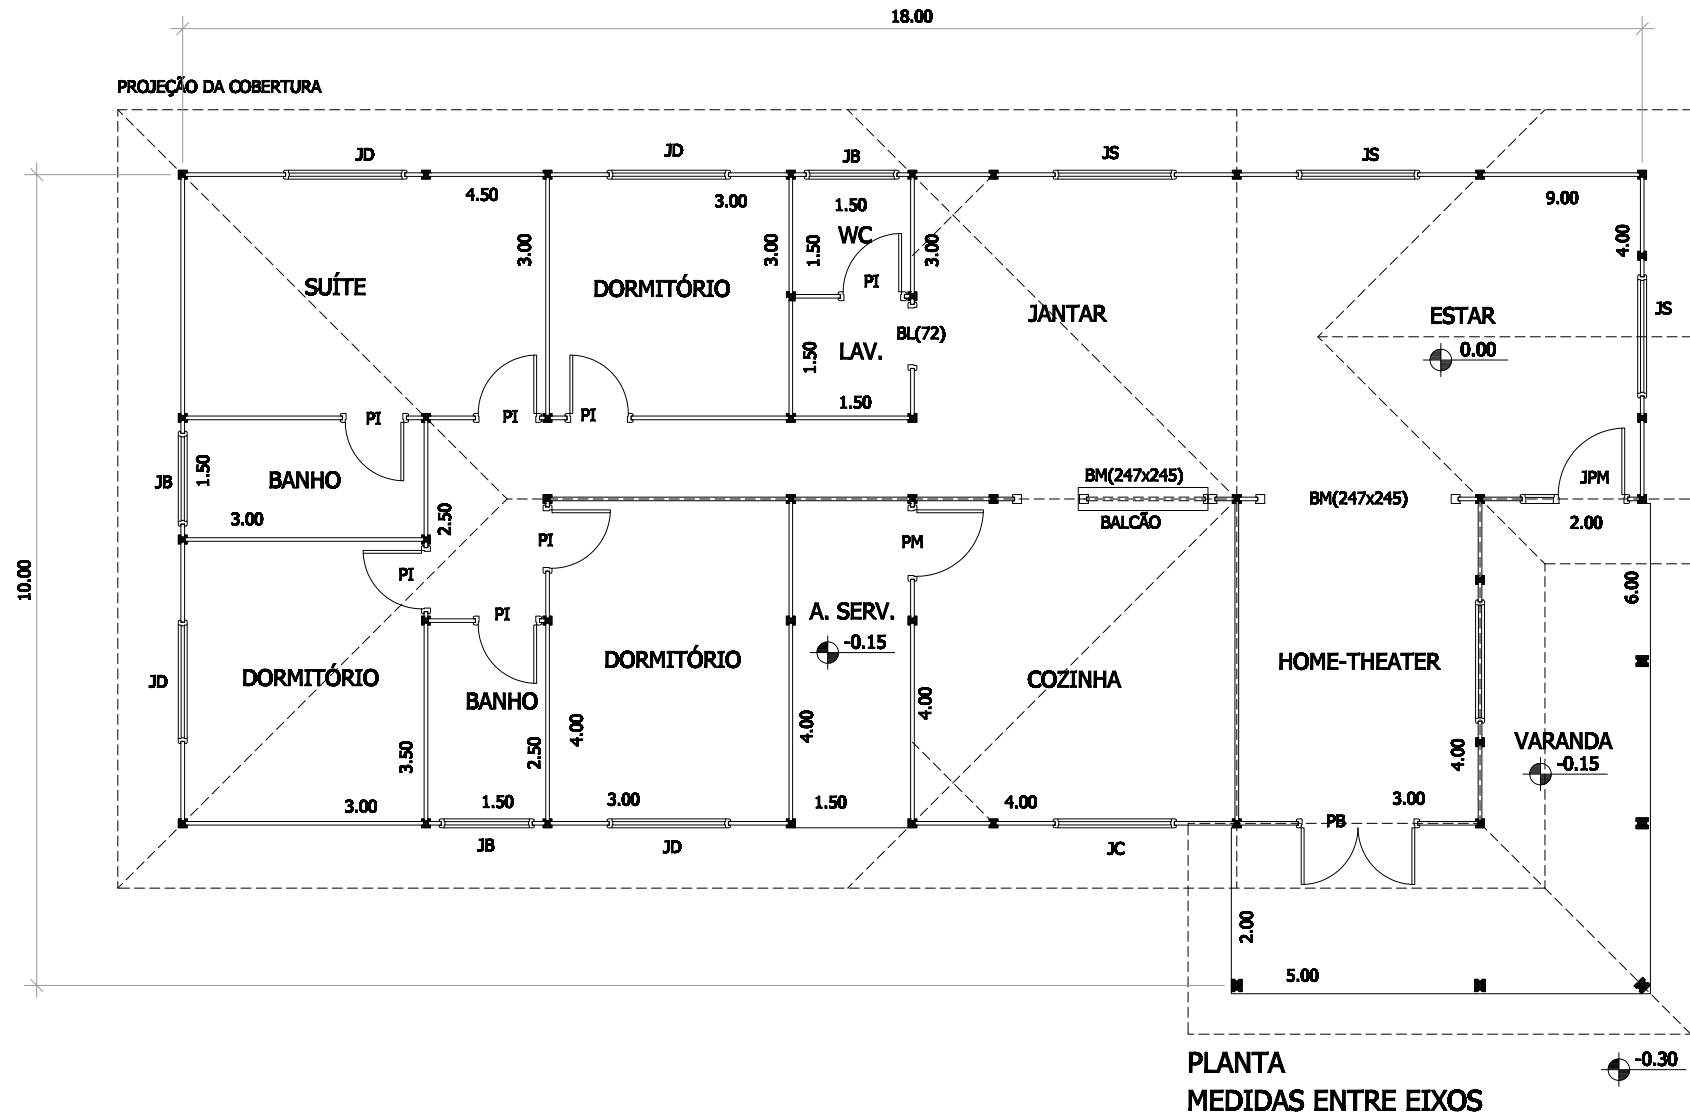 18.00
PROJEÇÃO DA COBERTURA
JD
JD
JB
JS
JS
4.50
3.00
1.50
9.00
3.00
3.00
1.50
WC
3.00
4.00
SUÍTE
DORMITÓRIO
PI
JANTAR
ESTAR
JS
BL(72)
LAV.
1.50
0.00
1.50
PI
PI
PI
JB
1.50
BANHO
BM(247x245)
BM(247x245)
JPM
3.00
2.50
BALCÃO
2.00
PI
PM
10.00
PI
6.00
PI
A. SERV.
-0.15
DORMITÓRIO
DORMITÓRIO
COZINHA
HOME-THEATER
JD
BANHO
4.00
4.00
4.00
VARANDA
-0.15
3.50
2.50
4.00
3.00
1.50
3.00
1.50
4.00
3.00
PB
JB
JD
JC
2.00
5.00
PLANTA
-0.30
MEDIDAS ENTRE EIXOS